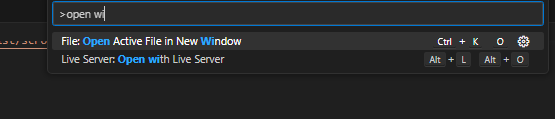 >open wi
File: Open Active File in New Window Ctrl + K O
Live Server: Open with Live Server Alt + L Alt + O